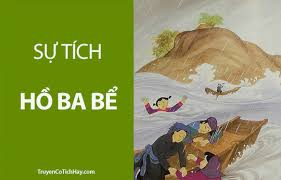 SỰ TÍCH
HỒ BA BỂ
TruyenCoTichHay.com